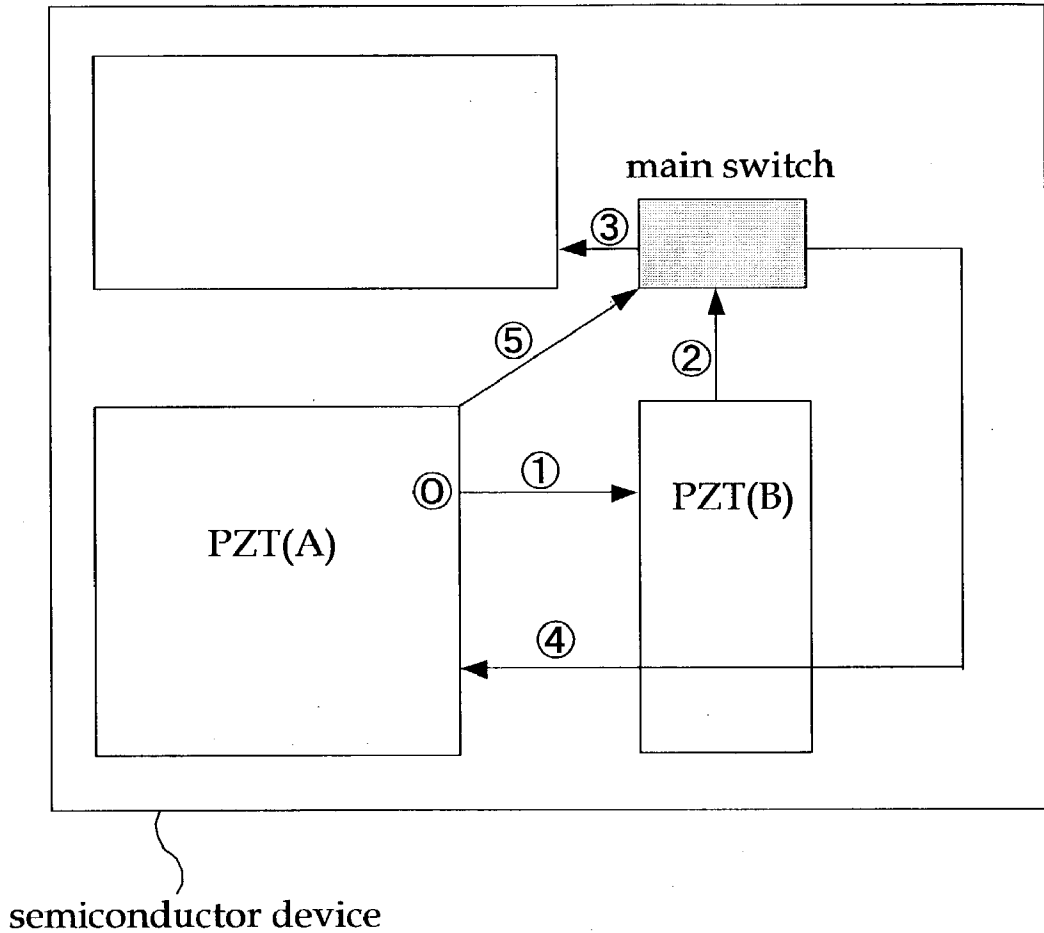 main switch
③
⑤
②
⓪
①
PZT(A)
PZT(B)
④
semiconductor device